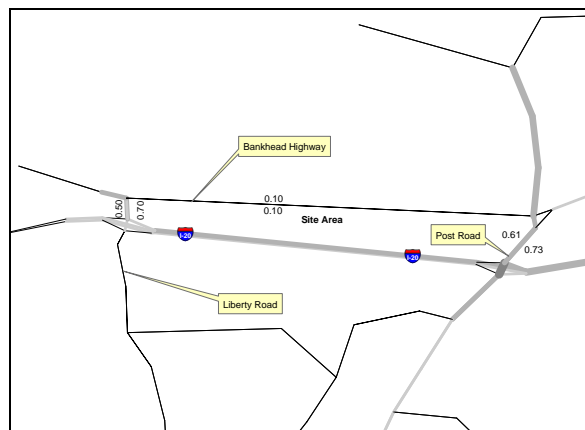 Bankhead Highway
0.50
0.70
0.10
0.10
Site Area
0.61
Post Road
0.73
I-20
I-20
Liberty Road